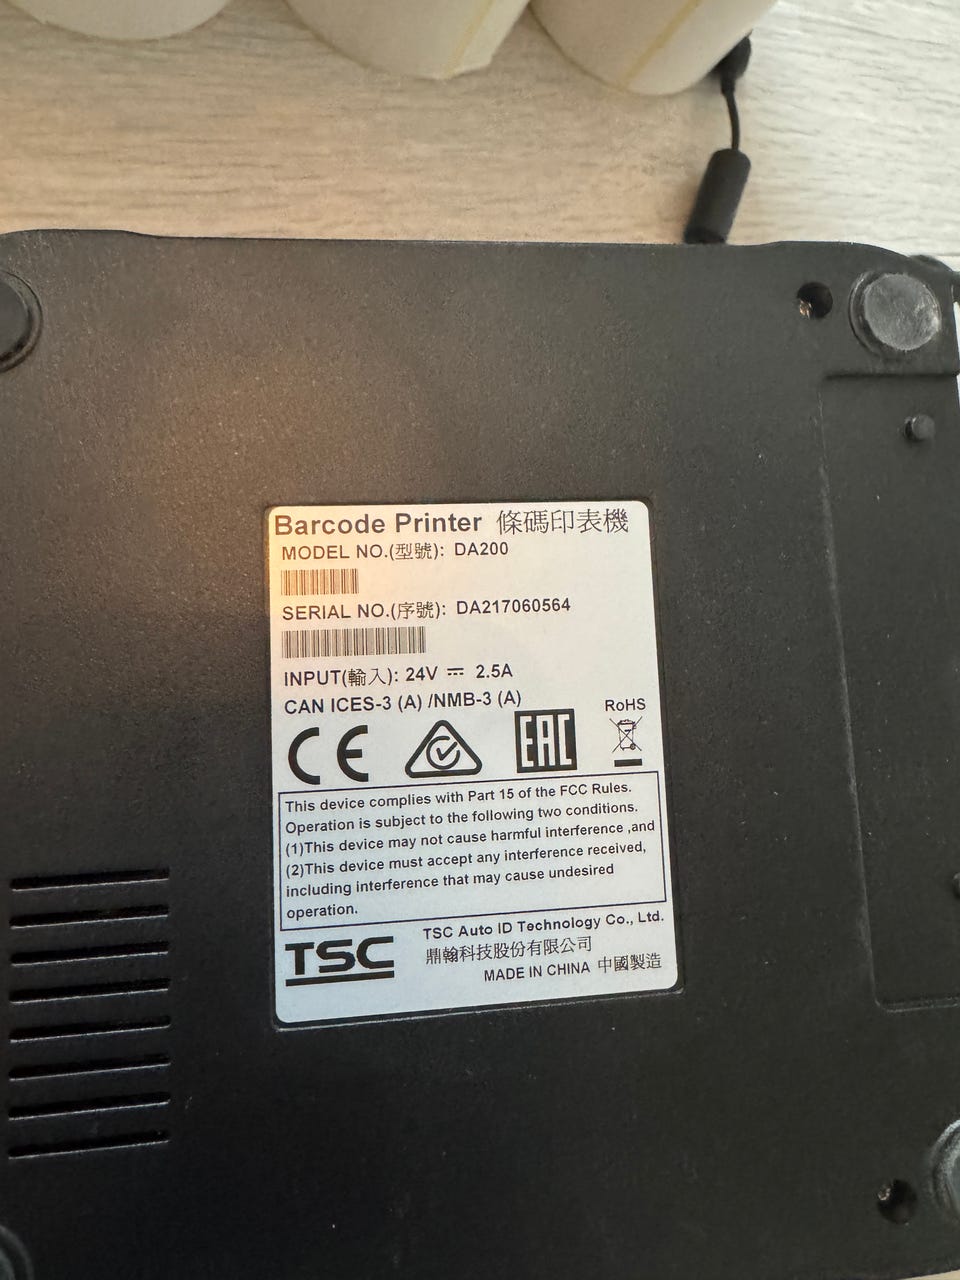 Barcode Printer 條碼印表機
MODEL NO.(型號): DA200
SERIAL NO.(序號): DA217060564
INPUT(輸入): 24V ⎓ 2.5A
CAN ICES-3 (A) /NMB-3 (A)
RoHS
CE EAC
This device complies with Part 15 of the FCC Rules.
Operation is subject to the following two conditions.
(1)This device may not cause harmful interference ,and
(2)This device must accept any interference received,
including interference that may cause undesired
operation.
TSC
TSC Auto ID Technology Co., Ltd.
鼎翰科技股份有限公司
MADE IN CHINA 中國製造